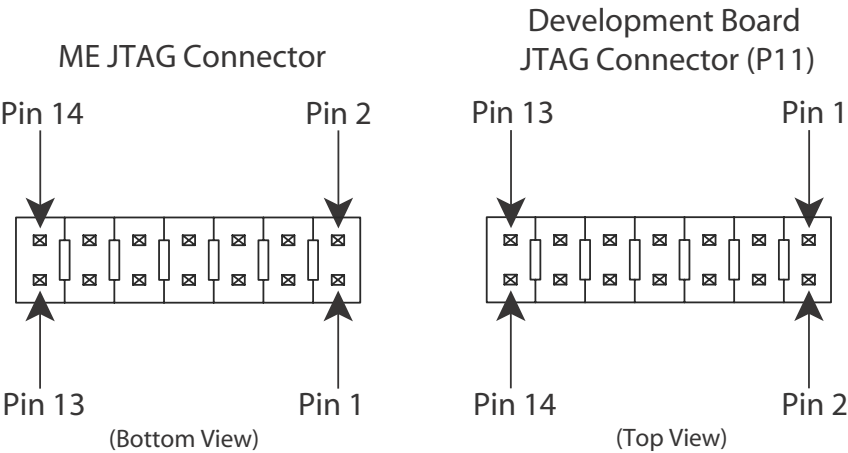 ME JTAG Connector
Pin 14
Pin 2
Pin 13
Pin 1
(Bottom View)
Development Board
JTAG Connector (P11)
Pin 13
Pin 1
Pin 14
Pin 2
(Top View)